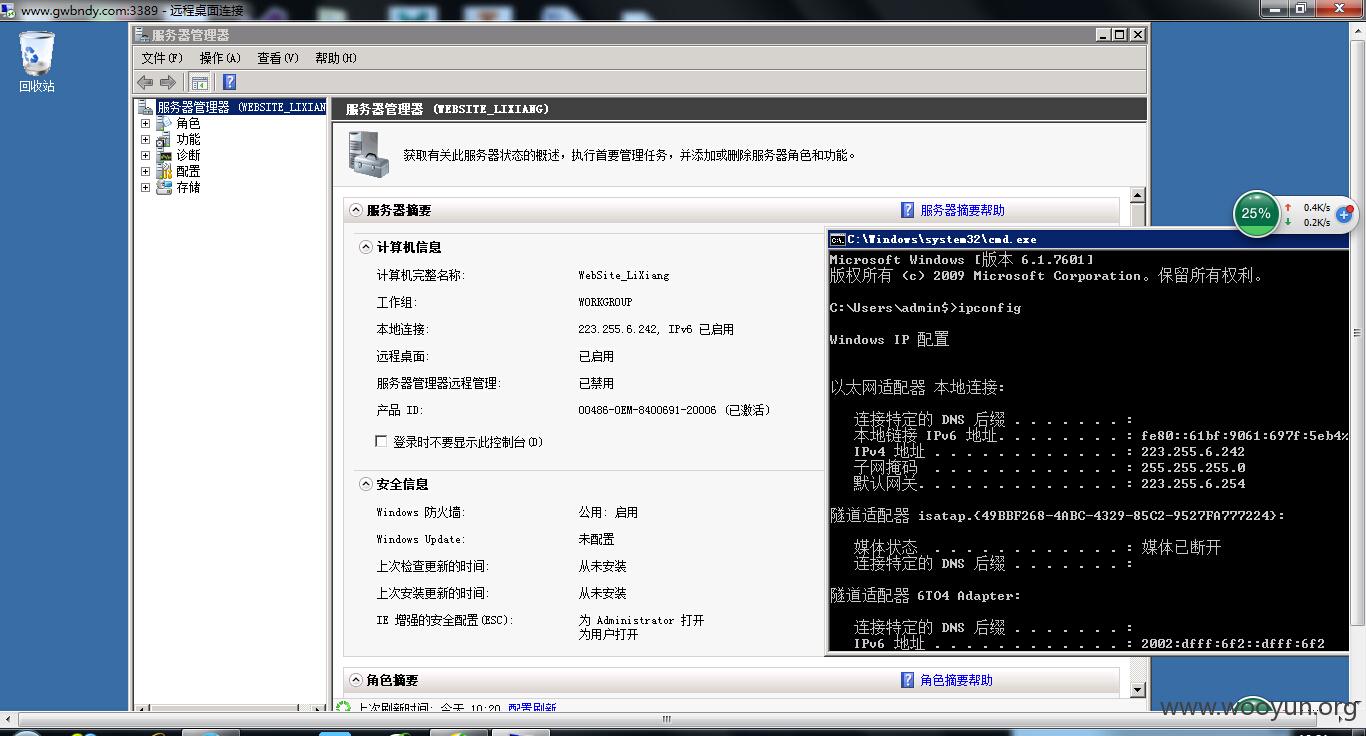 www.gwbndy.com:3389 - 远程桌面连接
回收站
服务器管理器
文件(F) 操作(A) 查看(V) 帮助(H)
服务器管理器 (WEBSITE_LIXIAN
角色
功能
诊断
配置
存储
服务器管理器 (WEBSITE_LIXIANG)
获取有关此服务器状态的概述，执行首要管理任务，并添加或删除服务器角色和功能。
服务器摘要 服务器摘要帮助
计算机信息
计算机完整名称: WebSite_LiXiang
工作组: WORKGROUP
本地连接: 223.255.6.242, IPv6 已启用
远程桌面: 已启用
服务器管理器远程管理: 已禁用
产品 ID: 00486-OEM-8400691-20006 (已激活)
登录时不要显示此控制台(D)
安全信息
Windows 防火墙: 公用: 启用
Windows Update: 未配置
上次检查更新的时间: 从未安装
上次安装更新的时间: 从未安装
IE 增强的安全配置(ESC): 为 Administrator 打开
为用户打开
角色摘要 角色摘要帮助
上次刷新时间: 今天 10:20 配置刷新
25% 0.4K/s
0.2K/s
C:\Windows\system32\cmd.exe
Microsoft Windows [版本 6.1.7601]
版权所有 (c) 2009 Microsoft Corporation。保留所有权利。
C:\Users\admin$>ipconfig
Windows IP 配置
以太网适配器 本地连接:
连接特定的 DNS 后缀 . . . . . . . :
本地链接 IPv6 地址. . . . . . . . : fe80::61bf:9061:697f:5eb4%
IPv4 地址 . . . . . . . . . . . . : 223.255.6.242
子网掩码 . . . . . . . . . . . . : 255.255.255.0
默认网关. . . . . . . . . . . . . : 223.255.6.254
隧道适配器 isatap.{49BBF268-4ABC-4329-85C2-9527FA777224}:
媒体状态 . . . . . . . . . . . . : 媒体已断开
连接特定的 DNS 后缀 . . . . . . . :
隧道适配器 6TO4 Adapter:
连接特定的 DNS 后缀 . . . . . . . :
IPv6 地址 . . . . . . . . . . . . : 2002:dfff:6f2::dfff:6f2
www.wooyun.org